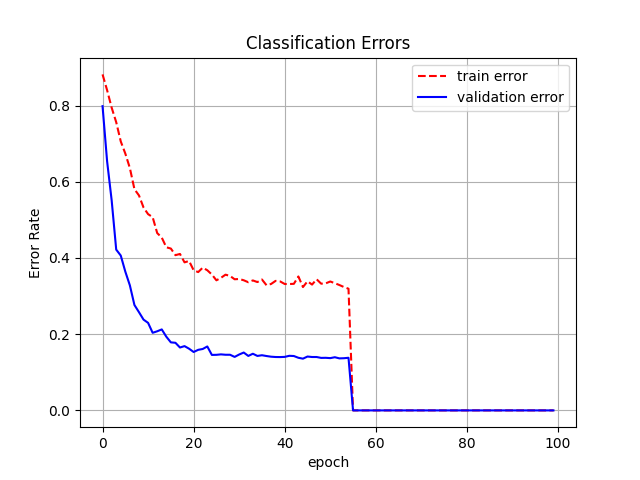 Classification Errors
train error
validation error
Error Rate
0.8
0.6
0.4
0.2
0.0
0 20 40 60 80 100
epoch